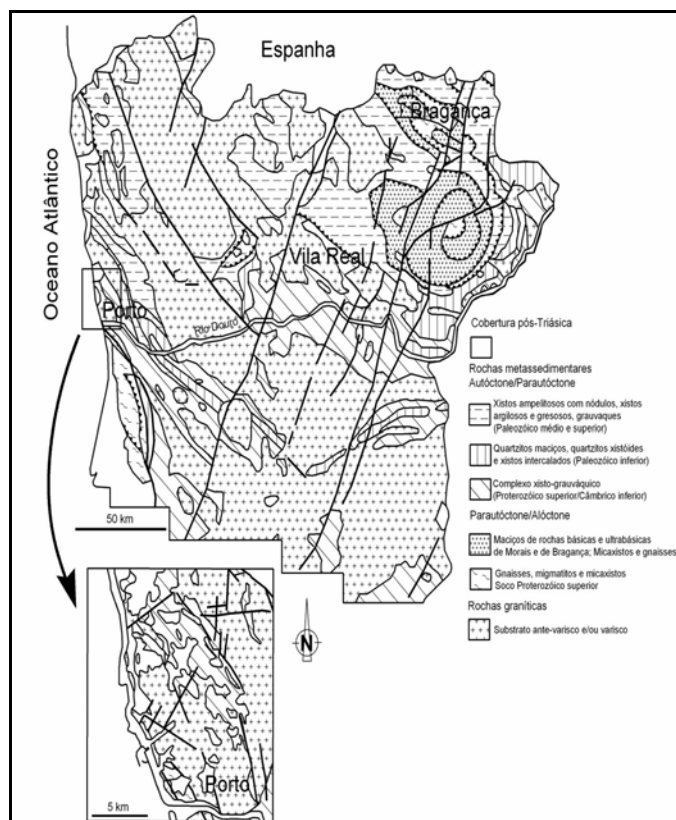 Espanha
Bragança
Oceano Atlântico
Vila Real
Porto
Rio Douro
Cobertura pós-Triásica
Rochas metassedimentares
Autóctone/Parautóctone
Xistos ampelitosos com nódulos, xistos
argilosos e gresosos, grauvaques
(Paleozóico médio e superior)
Quartzitos maciços, quartzitos xistóides
e xistos intercalados (Paleozóico inferior)
Complexo xisto-grauváquico
(Proterozóico superior/Câmbrico inferior)
Parautóctone/Alóctone
Maciços de rochas básicas e ultrabásicas
de Morais e de Bragança; Micaxistos e gnaisses
Gnaisses, migmatitos e micaxistos
Soco Proterozóico superior
Rochas graníticas
Substrato ante-varisco e/ou varisco
50 km
N
Porto
5 km